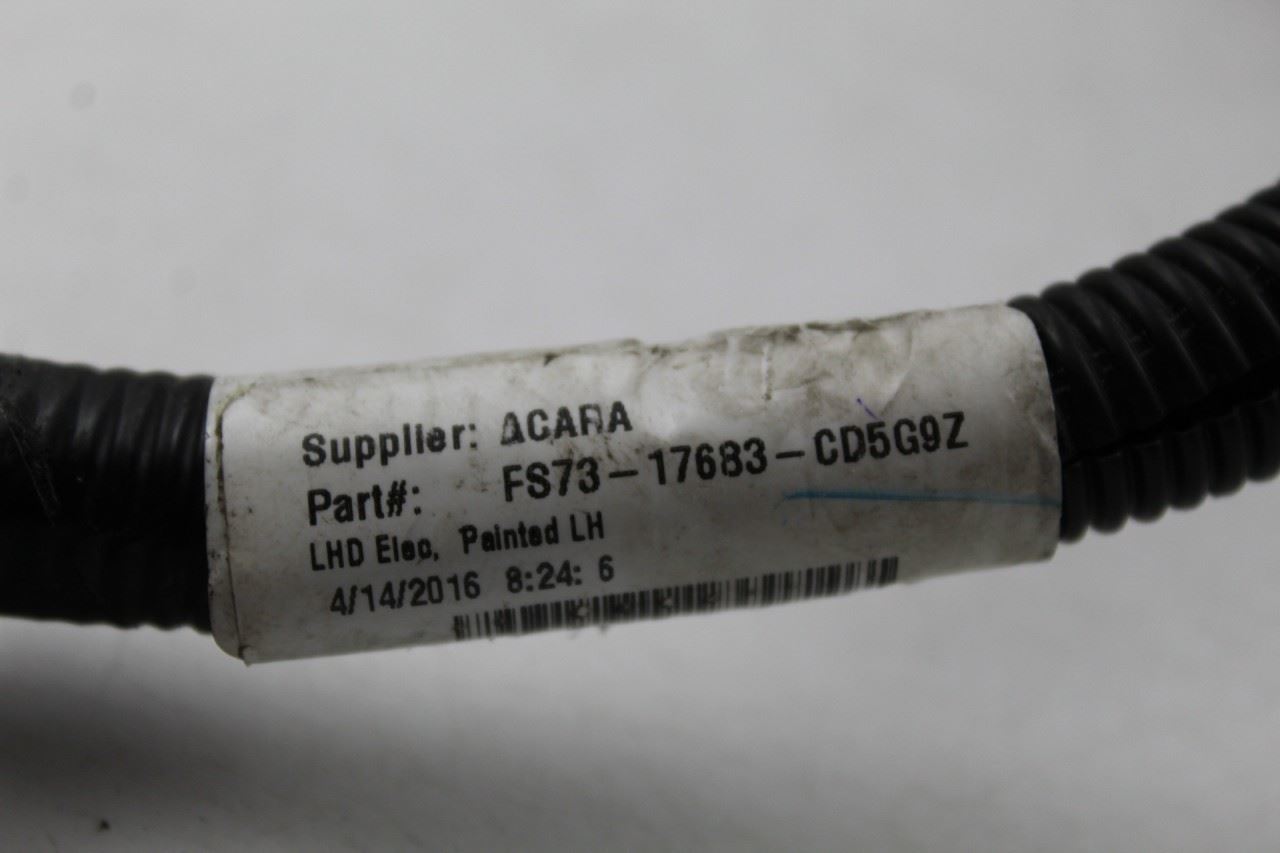 Supplier: ACARA
Part#: FS73-17683-CD5G9Z
LHD Elec, Painted LH
4/14/2016 8:24: 6